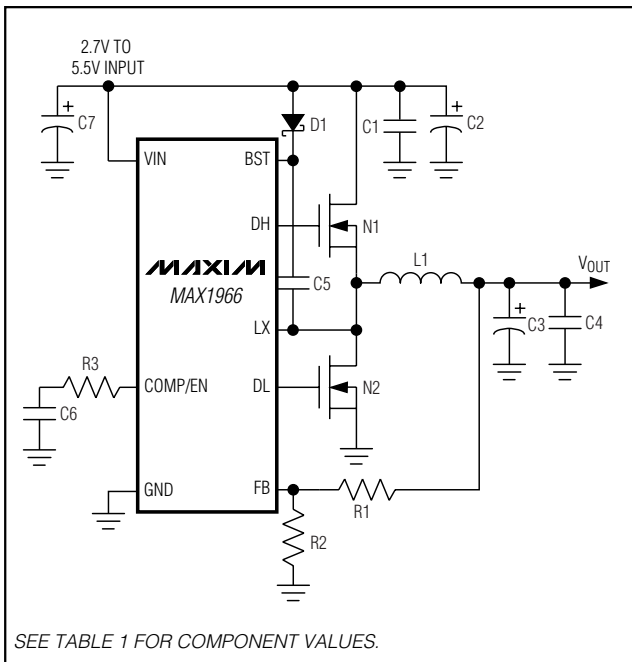 2.7V TO
5.5V INPUT
C7
+
D1
C1
+
C2
VIN
BST
DH
N1
MAXIM
MAX1966
C5
L1
VOUT
LX
+
C3
C4
R3
COMP/EN
DL
N2
C6
GND
FB
R1
R2
SEE TABLE 1 FOR COMPONENT VALUES.